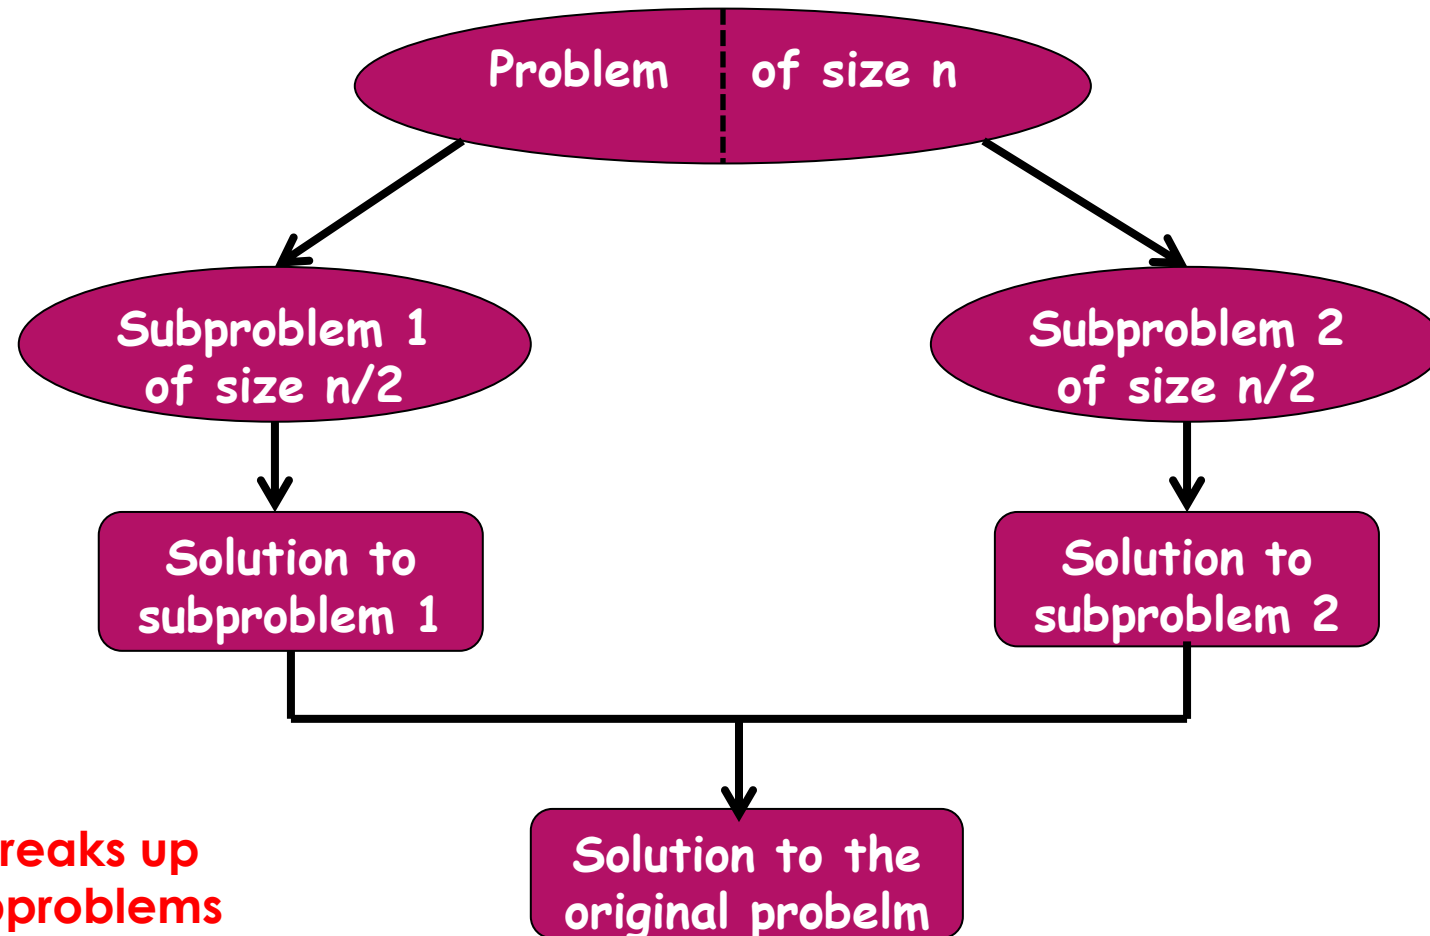 Problem of size n
Subproblem 1
of size n/2
Subproblem 2
of size n/2
Solution to
subproblem 1
Solution to
subproblem 2
Solution to the
original probelm
reaks up
oproblems